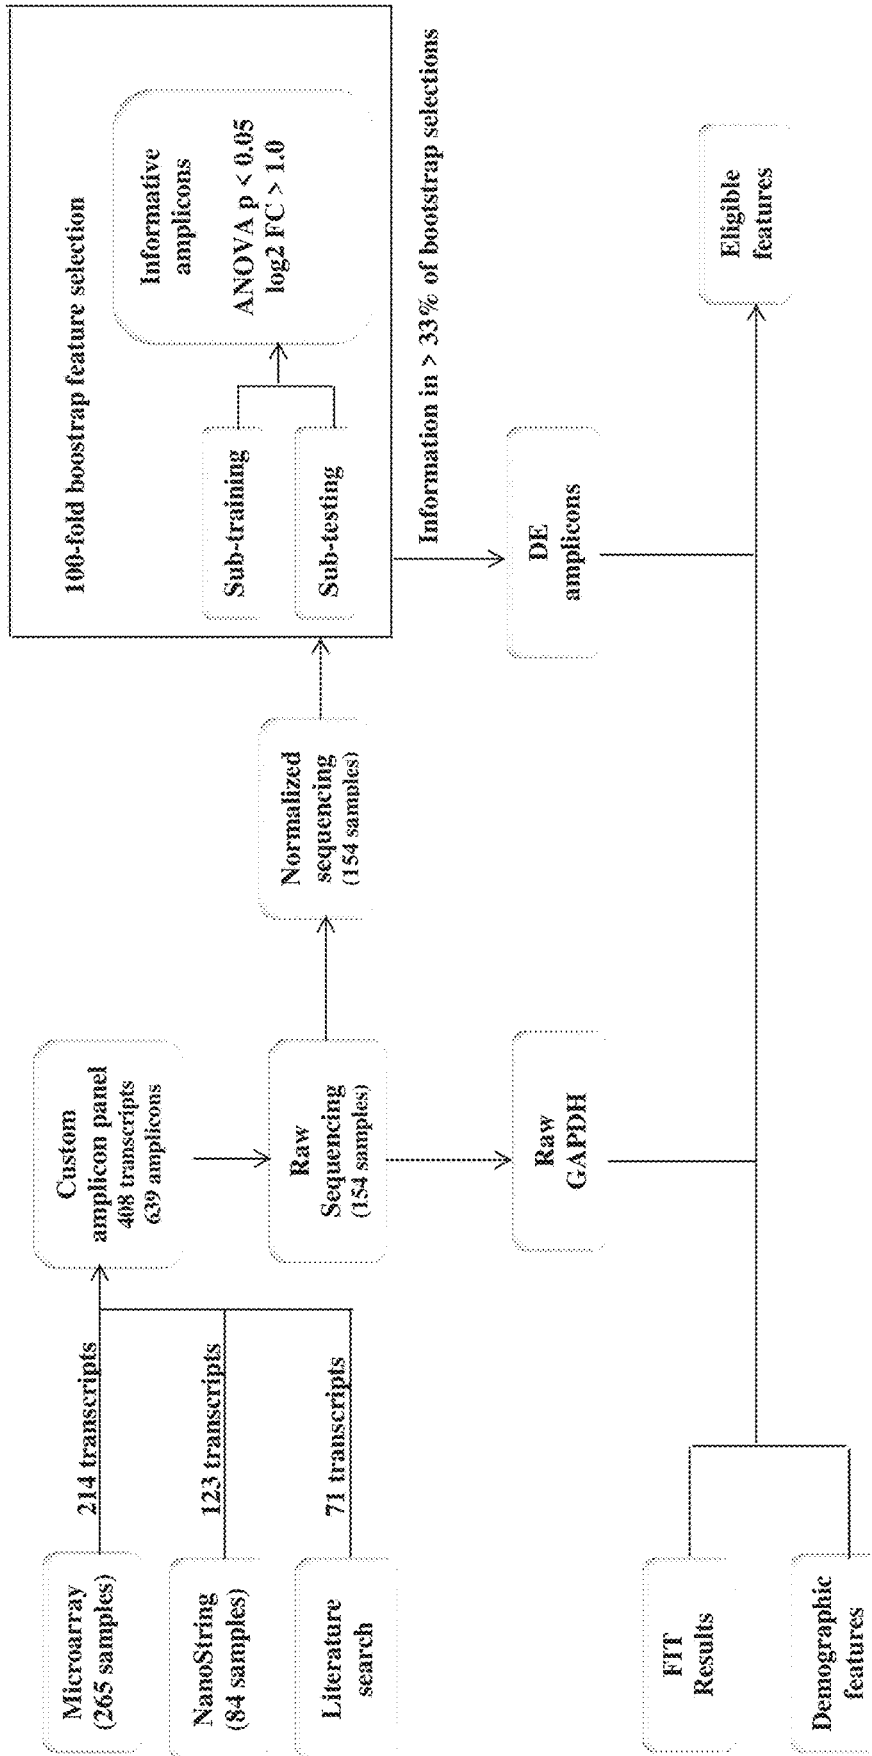 Microarray
(265 samples)
214 transcripts
NanoString
(84 samples)
123 transcripts
Literature
search
71 transcripts
Custom
amplicon panel
408 transcripts
639 amplicons
Raw
Sequencing
(154 samples)
Normalized
sequencing
(154 samples)
100-fold boostrap feature selection
Sub-training
Sub-testing
Informative
amplicons
ANOVA p < 0.05
log2 FC > 1.0
Information in > 33% of bootstrap selections
Raw
GAPDH
DE
amplicons
FIT
Results
Demographic
features
Eligible
features